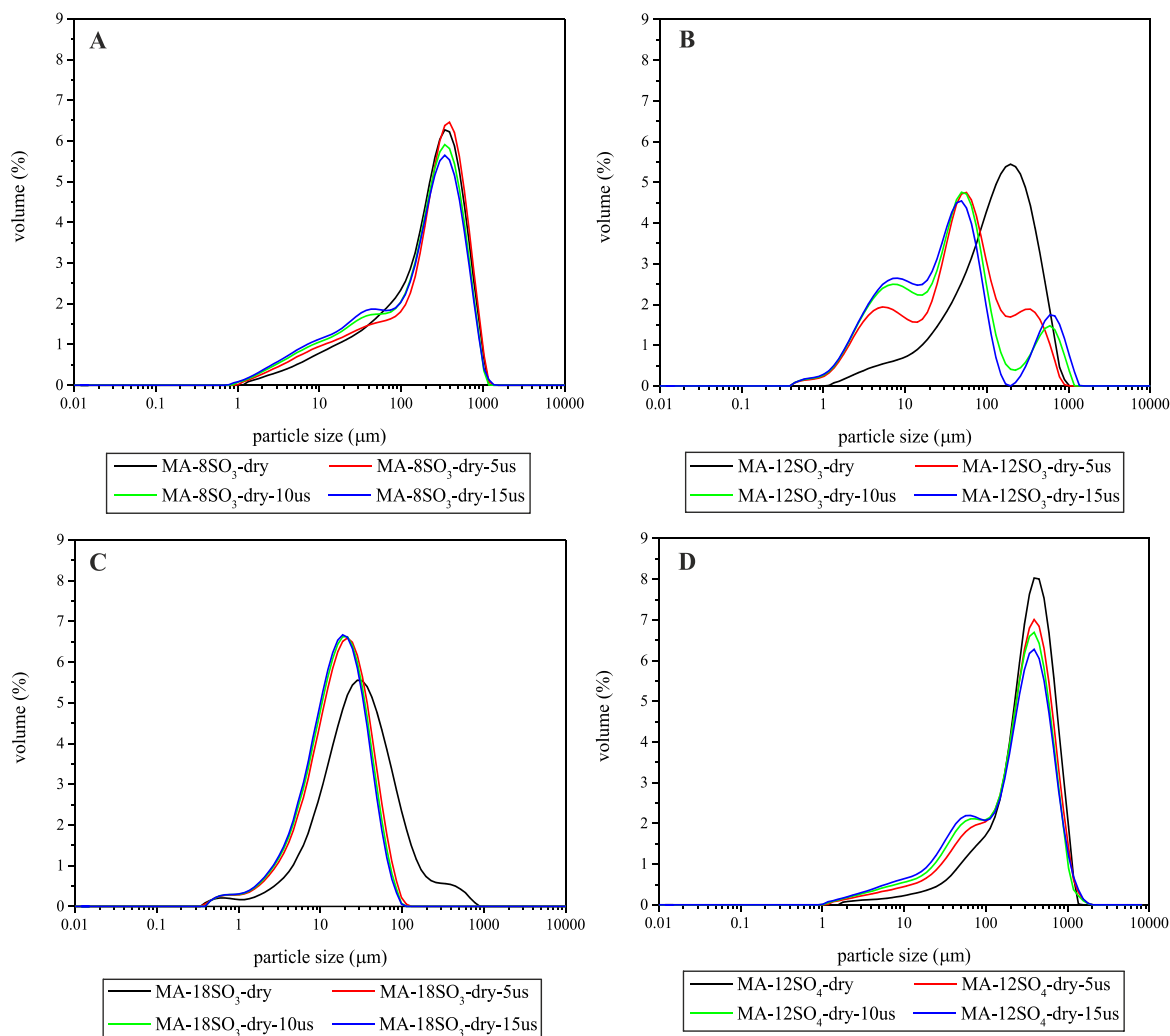 A
9
8
7
6
5
4
3
2
1
0
volume (%)
0.01 0.1 1 10 100 1000 10000
particle size (µm)
MA-8SO₃-dry MA-8SO₃-dry-5us
MA-8SO₃-dry-10us MA-8SO₃-dry-15us
B
9
8
7
6
5
4
3
2
1
0
volume (%)
0.01 0.1 1 10 100 1000 10000
particle size (µm)
MA-12SO₃-dry MA-12SO₃-dry-5us
MA-12SO₃-dry-10us MA-12SO₃-dry-15us
C
9
8
7
6
5
4
3
2
1
0
volume (%)
0.01 0.1 1 10 100 1000 10000
particle size (µm)
MA-18SO₃-dry MA-18SO₃-dry-5us
MA-18SO₃-dry-10us MA-18SO₃-dry-15us
D
9
8
7
6
5
4
3
2
1
0
volume (%)
0.01 0.1 1 10 100 1000 10000
particle size (µm)
MA-12SO₄-dry MA-12SO₄-dry-5us
MA-12SO₄-dry-10us MA-12SO₄-dry-15us